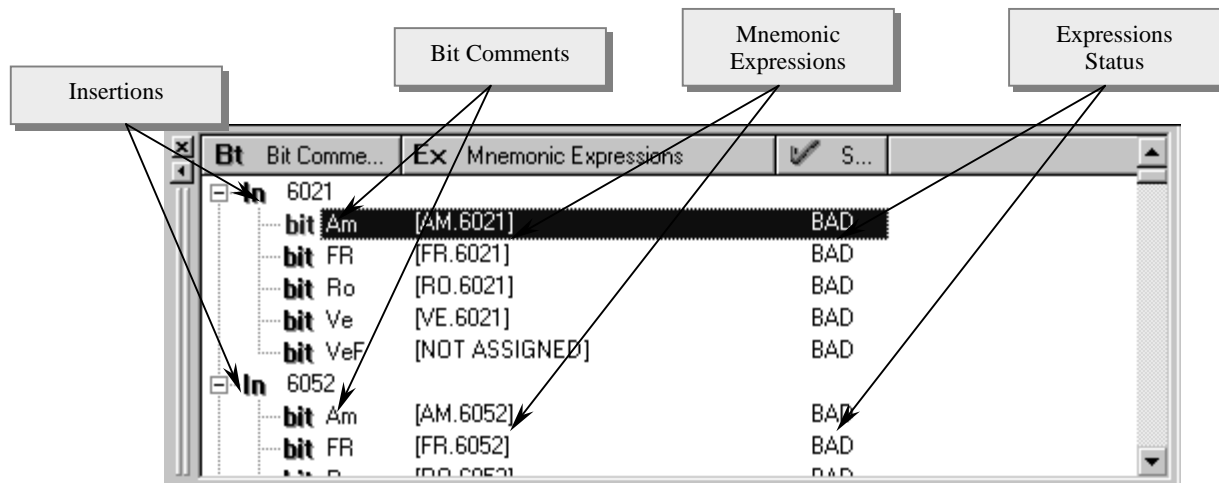 Insertions
Bit Comments
Mnemonic
Expressions
Expressions
Status
Bt Bit Comme... Ex Mnemonic Expressions S...
In 6021
bit Am [AM.6021] BAD
bit FR [FR.6021] BAD
bit Ro [RO.6021] BAD
bit Ve [VE.6021] BAD
bit VeF [NOT ASSIGNED] BAD
In 6052
bit Am [AM.6052] BAD
bit FR [FR.6052] BAD